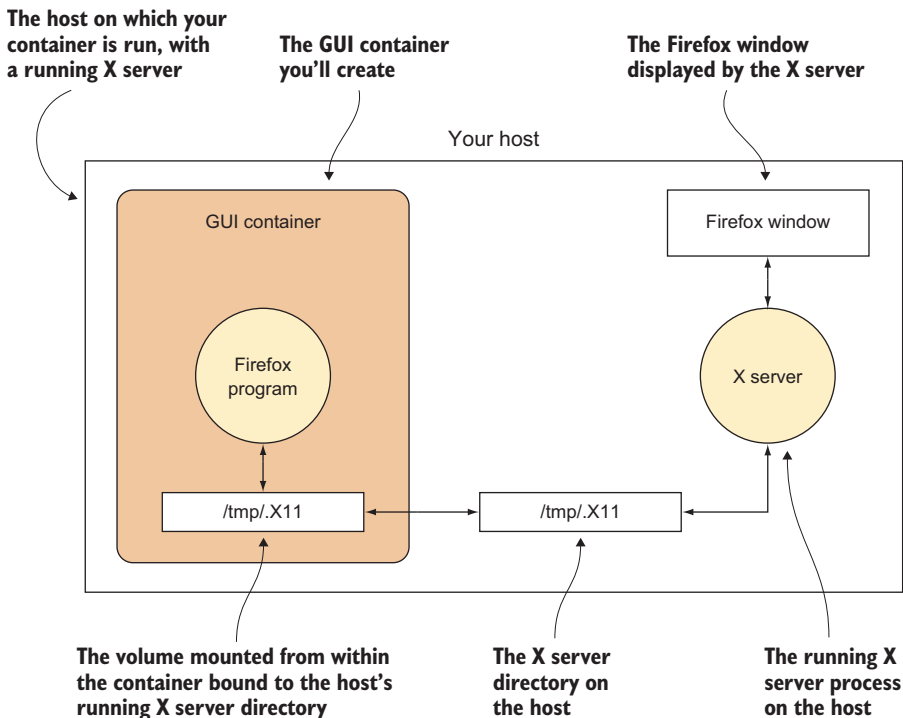 The host on which your
container is run, with
a running X server
The GUI container
you'll create
The Firefox window
displayed by the X server
Your host
GUI container
Firefox window
Firefox
program
X server
/tmp/.X11
/tmp/.X11
The volume mounted from within
the container bound to the host's
running X server directory
The X server
directory on
the host
The running X
server process
on the host